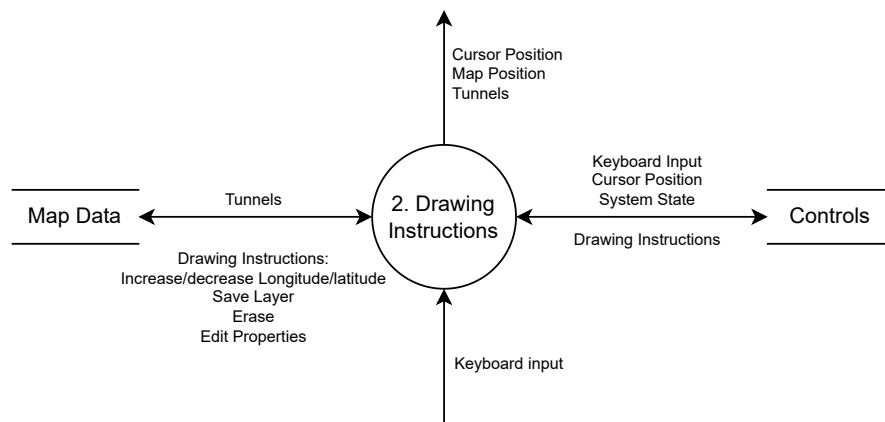 Cursor Position
Map Position
Tunnels
Keyboard Input
Cursor Position
System State
Tunnels
Map Data
2. Drawing
Instructions
Controls
Drawing Instructions
Drawing Instructions:
Increase/decrease Longitude/latitude
Save Layer
Erase
Edit Properties
Keyboard input